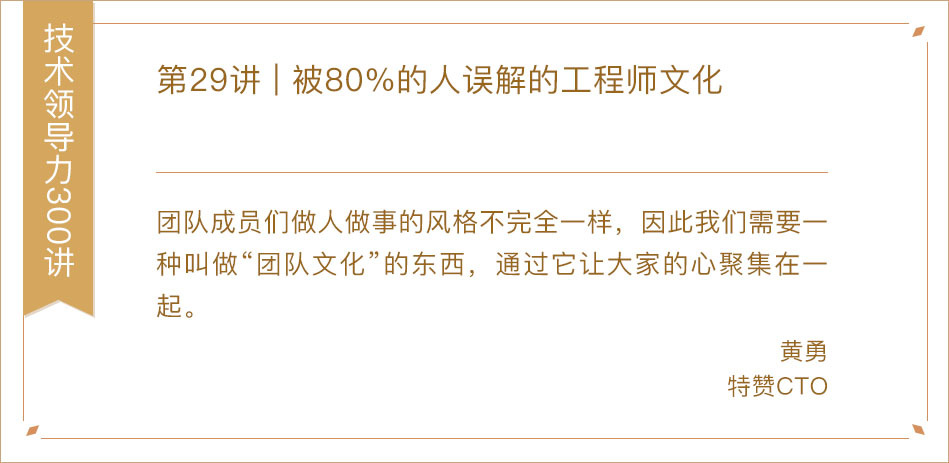 技术领导力300讲
第29讲 | 被80%的人误解的工程师文化
团队成员们做人做事的风格不完全一样，因此我们需要一
种叫做“团队文化”的东西，通过它让大家的心聚集在一
起。
黄勇
特赞CTO